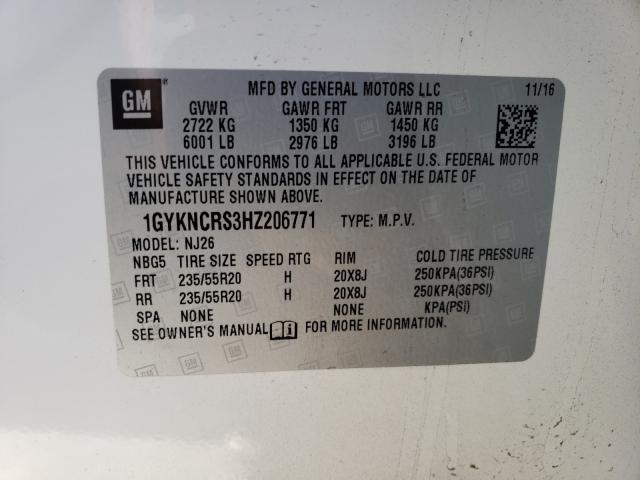 GM
MFD BY GENERAL MOTORS LLC 11/16
GVWR GAWR FRT GAWR RR
2722 KG 1350 KG 1450 KG
6001 LB 2976 LB 3196 LB
THIS VEHICLE CONFORMS TO ALL APPLICABLE U.S. FEDERAL MOTOR
VEHICLE SAFETY STANDARDS IN EFFECT ON THE DATE OF
MANUFACTURE SHOWN ABOVE.
1GYKNCRS3HZ206771 TYPE: M.P.V.
MODEL: NJ26
NBG5 TIRE SIZE SPEED RTG RIM COLD TIRE PRESSURE
FRT 235/55R20 H 20X8J 250KPA(36PSI)
RR 235/55R20 H 20X8J 250KPA(36PSI)
SPA NONE NONE KPA(PSI)
SEE OWNER'S MANUAL FOR MORE INFORMATION.